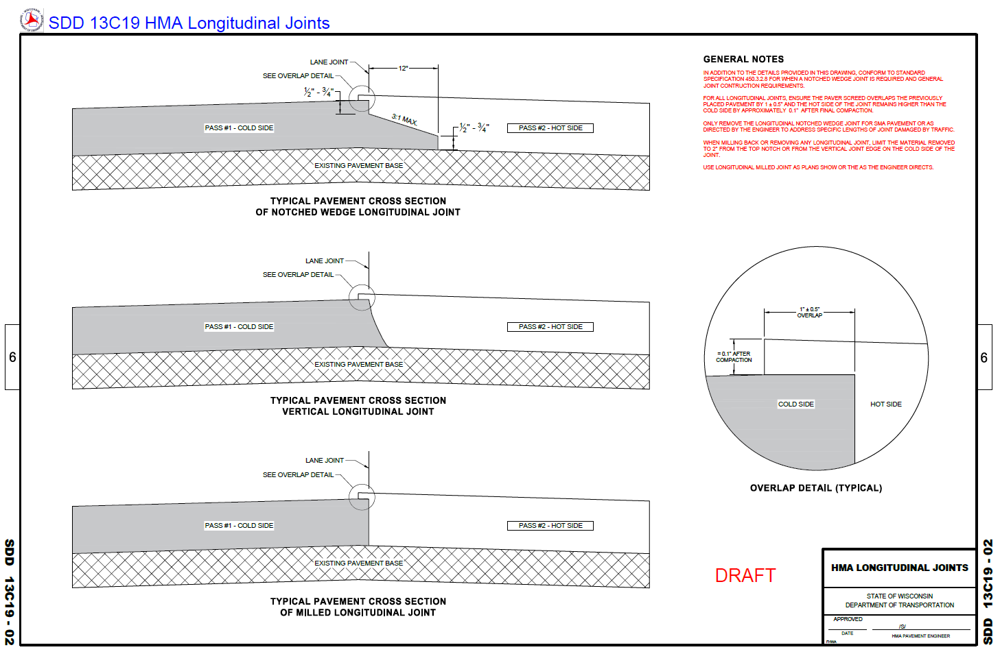 SDD 13C19 HMA Longitudinal Joints
LANE JOINT
SEE OVERLAP DETAIL
12"
½" - ¾"
3:1 MAX.
½" - ¾"
PASS #1 - COLD SIDE
PASS #2 - HOT SIDE
EXISTING PAVEMENT BASE
TYPICAL PAVEMENT CROSS SECTION
OF NOTCHED WEDGE LONGITUDINAL JOINT
LANE JOINT
SEE OVERLAP DETAIL
PASS #1 - COLD SIDE
PASS #2 - HOT SIDE
EXISTING PAVEMENT BASE
TYPICAL PAVEMENT CROSS SECTION
VERTICAL LONGITUDINAL JOINT
LANE JOINT
SEE OVERLAP DETAIL
PASS #1 - COLD SIDE
PASS #2 - HOT SIDE
EXISTING PAVEMENT BASE
TYPICAL PAVEMENT CROSS SECTION
OF MILLED LONGITUDINAL JOINT
GENERAL NOTES
IN ADDITION TO THE DETAILS PROVIDED IN THIS DRAWING, CONFORM TO STANDARD
SPECIFICATION 450.3.2.8 FOR WHEN A NOTCHED WEDGE JOINT IS REQUIRED AND GENERAL
JOINT CONTRUCTION REQUIREMENTS.
FOR ALL LONGITUDINAL JOINTS, ENSURE THE PAVER SCREED OVERLAPS THE PREVIOUSLY
PLACED PAVEMENT BY 1 ± 0.5" AND THE HOT SIDE OF THE JOINT REMAINS HIGHER THAN THE
COLD SIDE BY APPROXIMATELY 0.1" AFTER FINAL COMPACTION.
ONLY REMOVE THE LONGITUDINAL NOTCHED WEDGE JOINT FOR SMA PAVEMENT OR AS
DIRECTED BY THE ENGINEER TO ADDRESS SPECIFIC LENGTHS OF JOINT DAMAGED BY TRAFFIC.
WHEN MILLING BACK OR REMOVING ANY LONGITUDINAL JOINT, LIMIT THE MATERIAL REMOVED
TO 2" FROM THE TOP NOTCH OR FROM THE VERTICAL JOINT EDGE ON THE COLD SIDE OF THE
JOINT.
USE LONGITUDINAL MILLED JOINT AS PLANS SHOW OR THE AS THE ENGINEER DIRECTS.
1" ± 0.5"
OVERLAP
= 0.1" AFTER
COMPACTION
COLD SIDE
HOT SIDE
OVERLAP DETAIL (TYPICAL)
DRAFT
HMA LONGITUDINAL JOINTS
STATE OF WISCONSIN
DEPARTMENT OF TRANSPORTATION
APPROVED
/S/
DATE
HMA PAVEMENT ENGINEER
FHWA
6
6
SDD 13C19 - 02
SDD 13C19 - 02